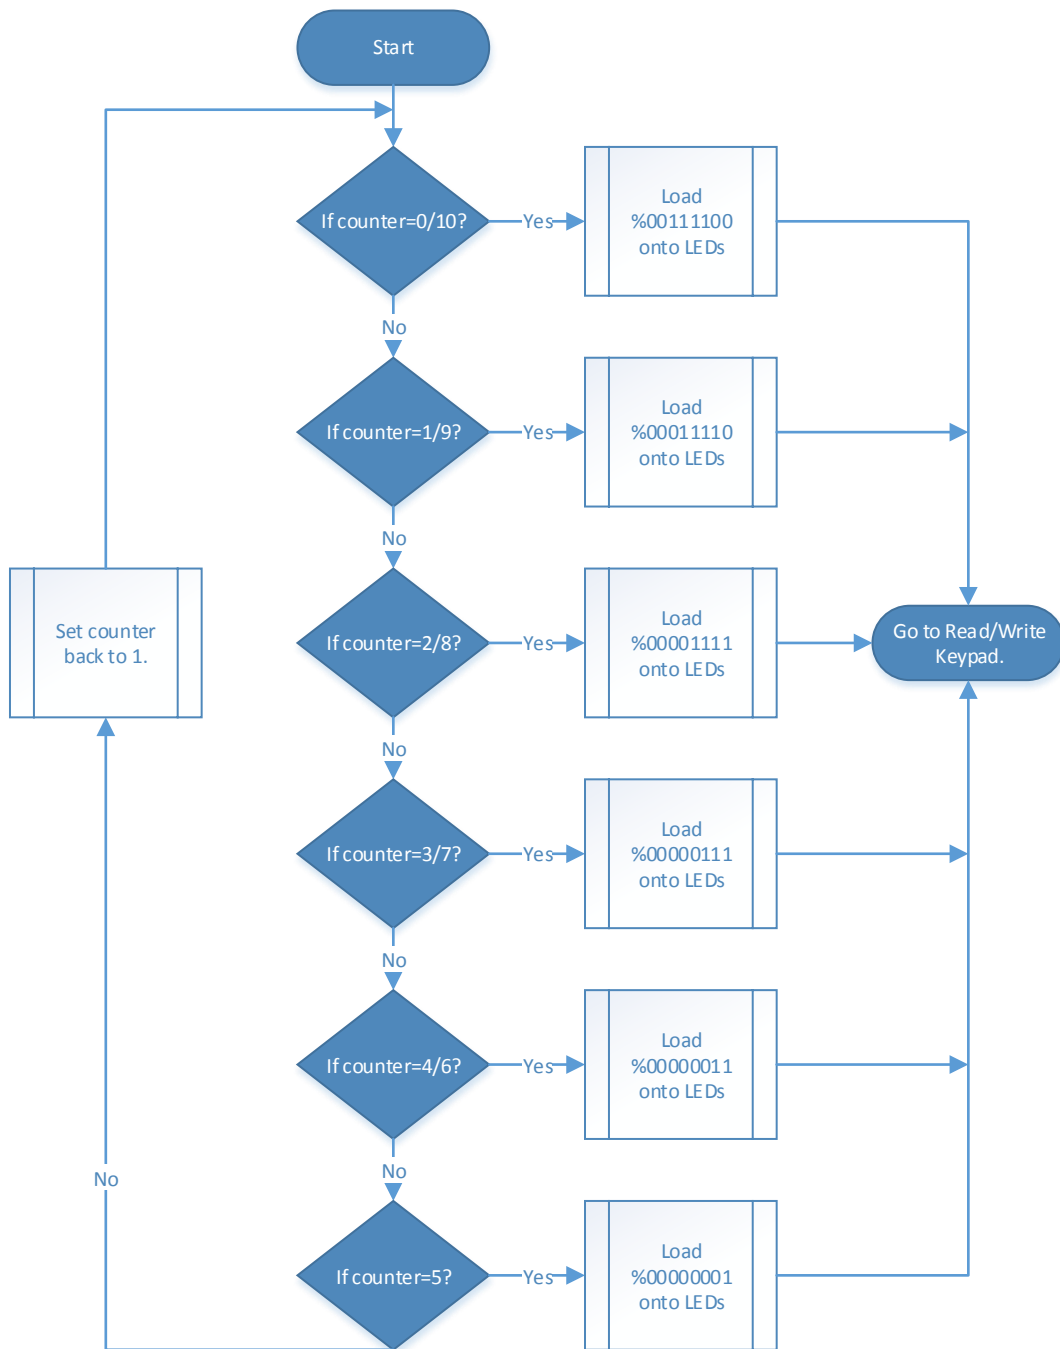 Start
If counter=0/10?
Yes
Load
%00111100
onto LEDs
No
If counter=1/9?
Yes
Load
%00011110
onto LEDs
No
If counter=2/8?
Yes
Load
%00001111
onto LEDs
Set counter
back to 1.
Go to Read/Write
Keypad.
No
If counter=3/7?
Yes
Load
%00000111
onto LEDs
No
If counter=4/6?
Yes
Load
%00000011
onto LEDs
No
No
If counter=5?
Yes
Load
%00000001
onto LEDs